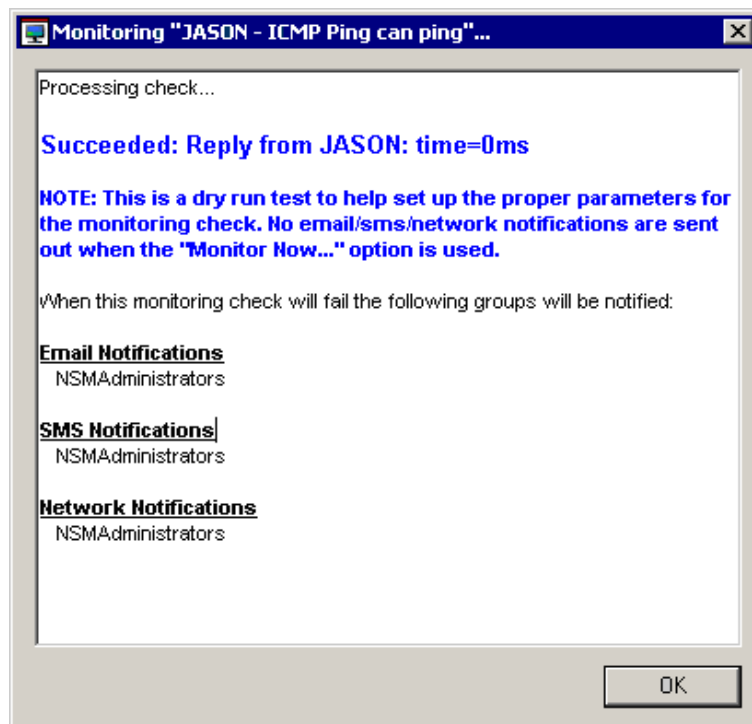 Monitoring "JASON - ICMP Ping can ping"...
Processing check...
Succeeded: Reply from JASON: time=0ms
NOTE: This is a dry run test to help set up the proper parameters for
the monitoring check. No email/sms/network notifications are sent
out when the "Monitor Now..." option is used.
When this monitoring check will fail the following groups will be notified:
Email Notifications
NSMAdministrators
SMS Notifications
NSMAdministrators
Network Notifications
NSMAdministrators
OK